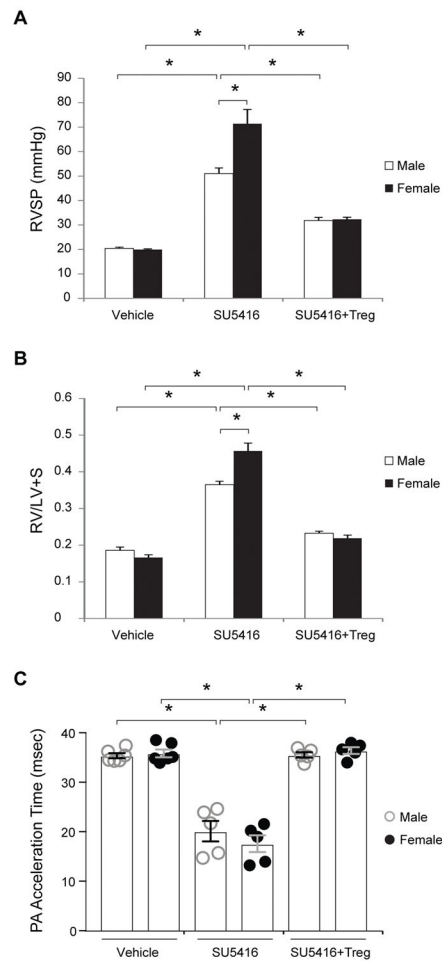 A
* *
* *
*
90
80
70
60
50
40
30
20
10
0
RVSP (mmHg)
Male
Female
Vehicle SU5416 SU5416+Treg
B
* *
* *
*
0.6
0.5
0.4
0.3
0.2
0.1
0
RV/LV+S
Male
Female
Vehicle SU5416 SU5416+Treg
C
* *
* *
40
30
20
10
0
PA Acceleration Time (msec)
Male
Female
Vehicle SU5416 SU5416+Treg